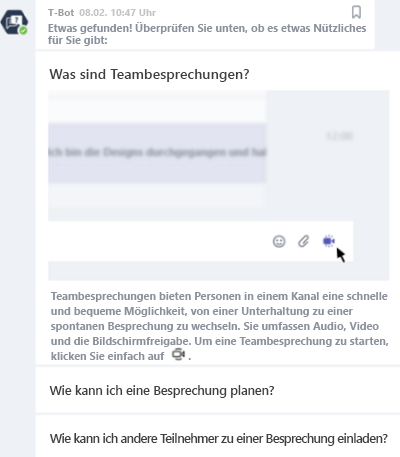 T-Bot 08.02. 10:47 Uhr
Etwas gefunden! Überprüfen Sie unten, ob es etwas Nützliches
für Sie gibt:
Was sind Teambesprechungen?
12:00
Ich bin die Designs durchgegangen und hat
Teambesprechungen bieten Personen in einem Kanal eine schnelle
und bequeme Möglichkeit, von einer Unterhaltung zu einer
spontanen Besprechung zu wechseln. Sie umfassen Audio, Video
und die Bildschirmfreigabe. Um eine Teambesprechung zu starten,
klicken Sie einfach auf .
Wie kann ich eine Besprechung planen?
Wie kann ich andere Teilnehmer zu einer Besprechung einladen?